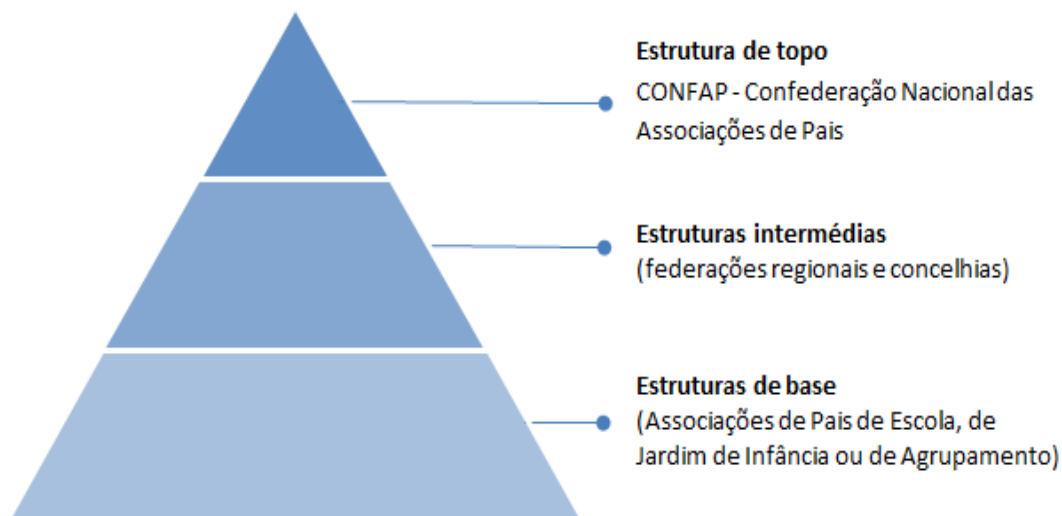 Estrutura de topo
CONFAP - Confederação Nacional das
Associações de Pais
Estruturas intermédias
(federações regionais e concelhias)
Estruturas de base
(Associações de Pais de Escola, de
Jardim de Infância ou de Agrupamento)